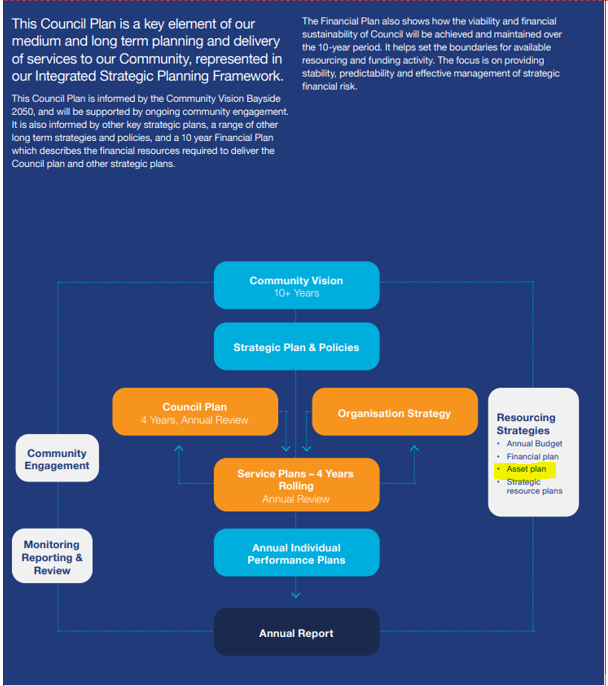 This Council Plan is a key element of our
medium and long term planning and delivery
of services to our Community, represented in
our Integrated Strategic Planning Framework.
This Council Plan is informed by the Community Vision Bayside
2050, and will be supported by ongoing community engagement.
It is also informed by other key strategic plans, a range of other
long term strategies and policies, and a 10 year Financial Plan
which describes the financial resources required to deliver the
Council plan and other strategic plans.
The Financial Plan also shows how the viability and financial
sustainability of Council will be achieved and maintained over
the 10-year period. It helps set the boundaries for available
resourcing and funding activity. The focus is on providing
stability, predictability and effective management of strategic
financial risk.
Community Vision
10+ Years
Strategic Plan & Policies
Council Plan
4 Years, Annual Review
Organisation Strategy
Resourcing
Strategies
• Annual Budget
• Financial plan
• Asset plan
• Strategic
resource plans
Community
Engagement
Service Plans – 4 Years
Rolling
Annual Review
Monitoring
Reporting &
Review
Annual Individual
Performance Plans
Annual Report